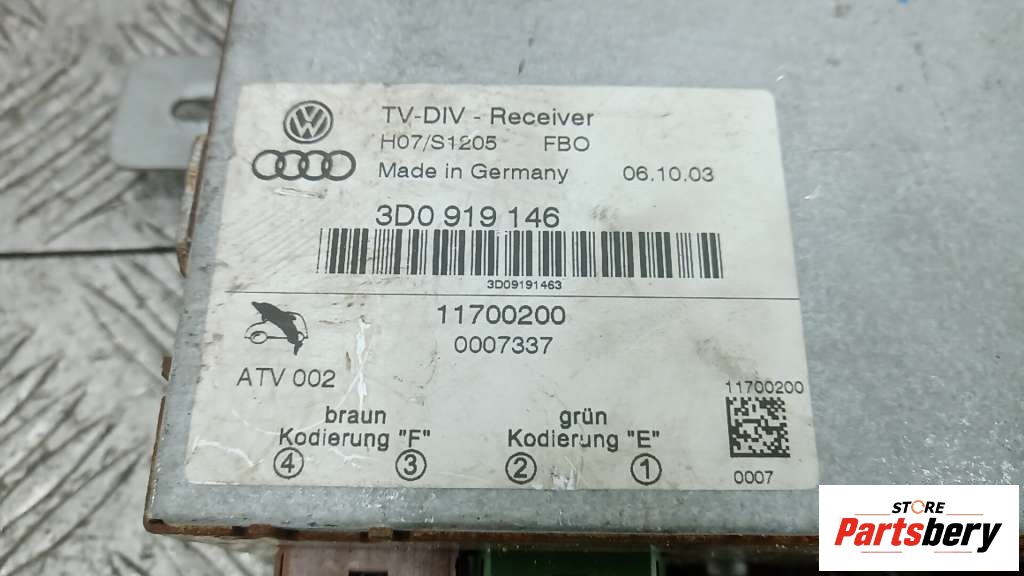 TV-DIV - Receiver
H07/S1205 FBO
Made in Germany 06.10.03
3D0 919 146
3D09191463
11700200
0007337
ATV 002
11700200
braun grün
Kodierung "F" Kodierung "E"
4 3 2 1
0007
STORE
Partsbery